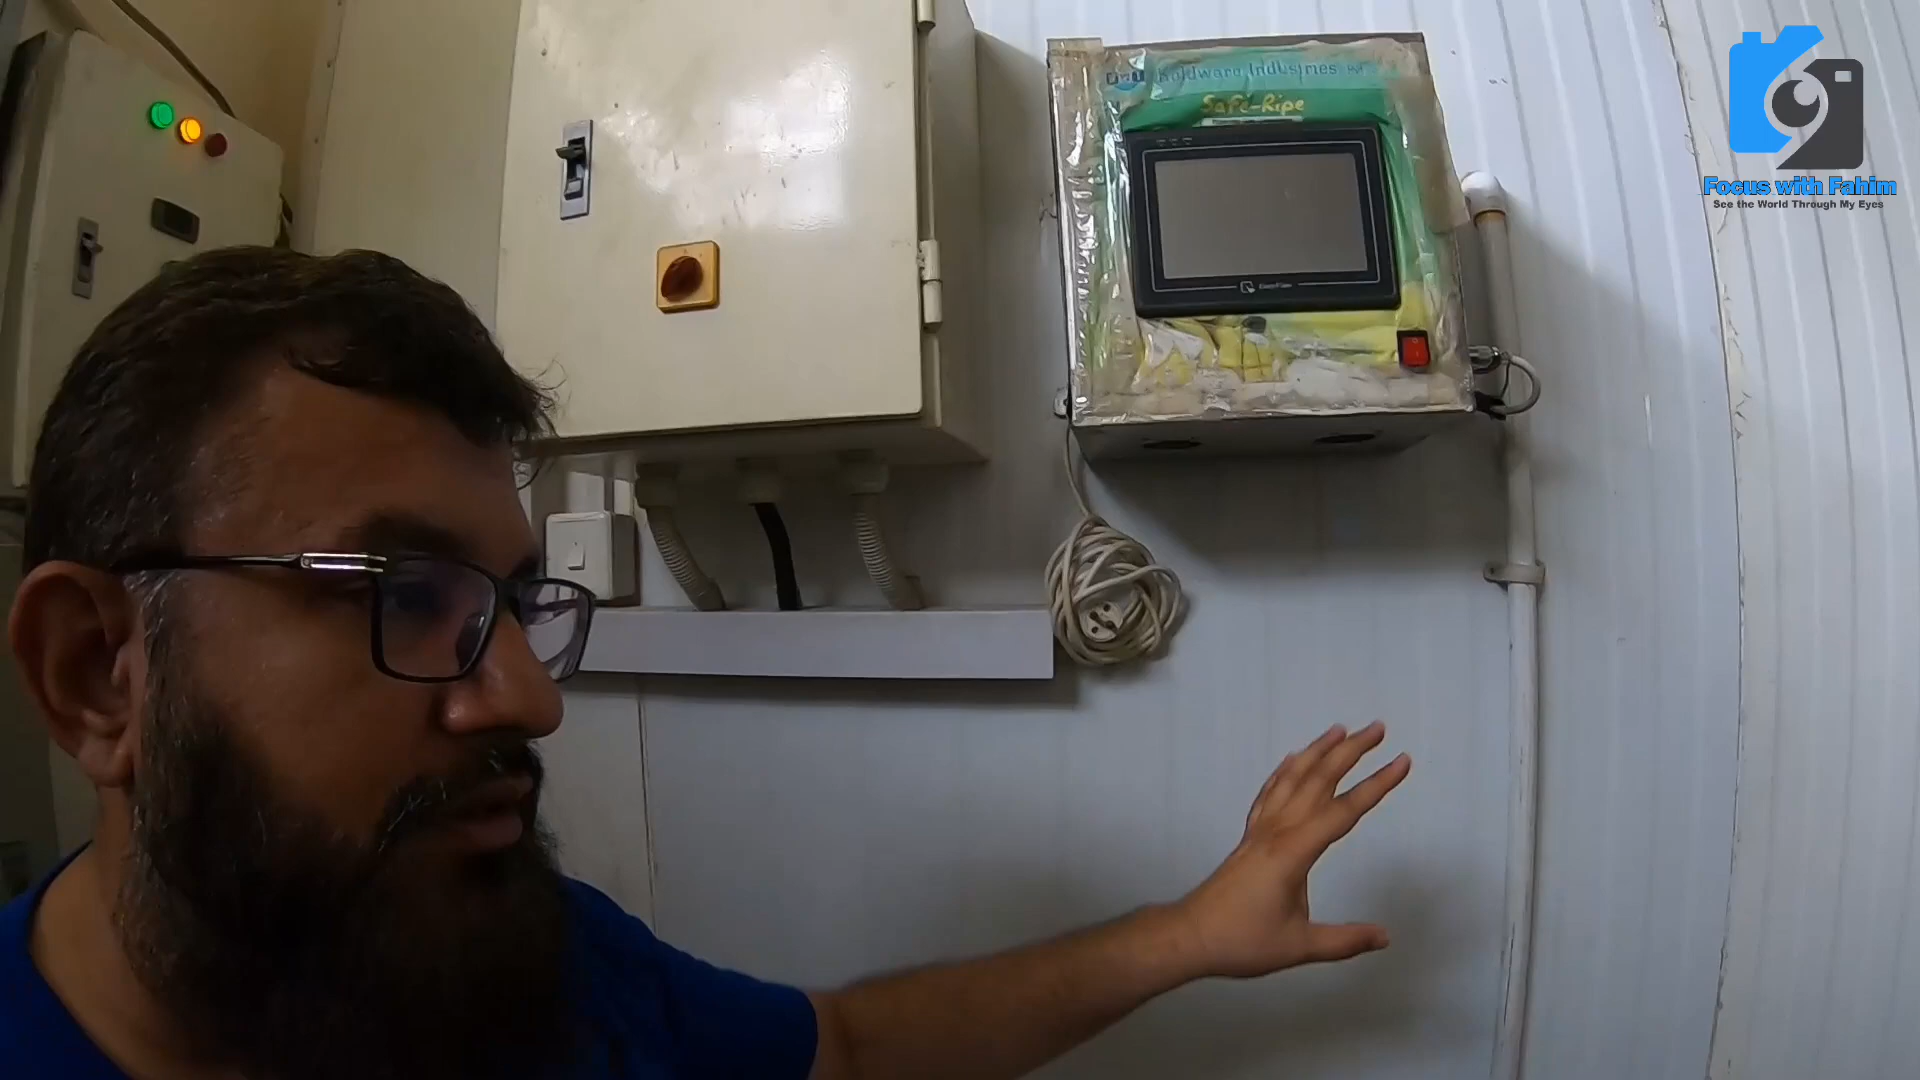 Koldware Industries
Safe-Ripe
Focus with Fahim
See the World Through My Eyes